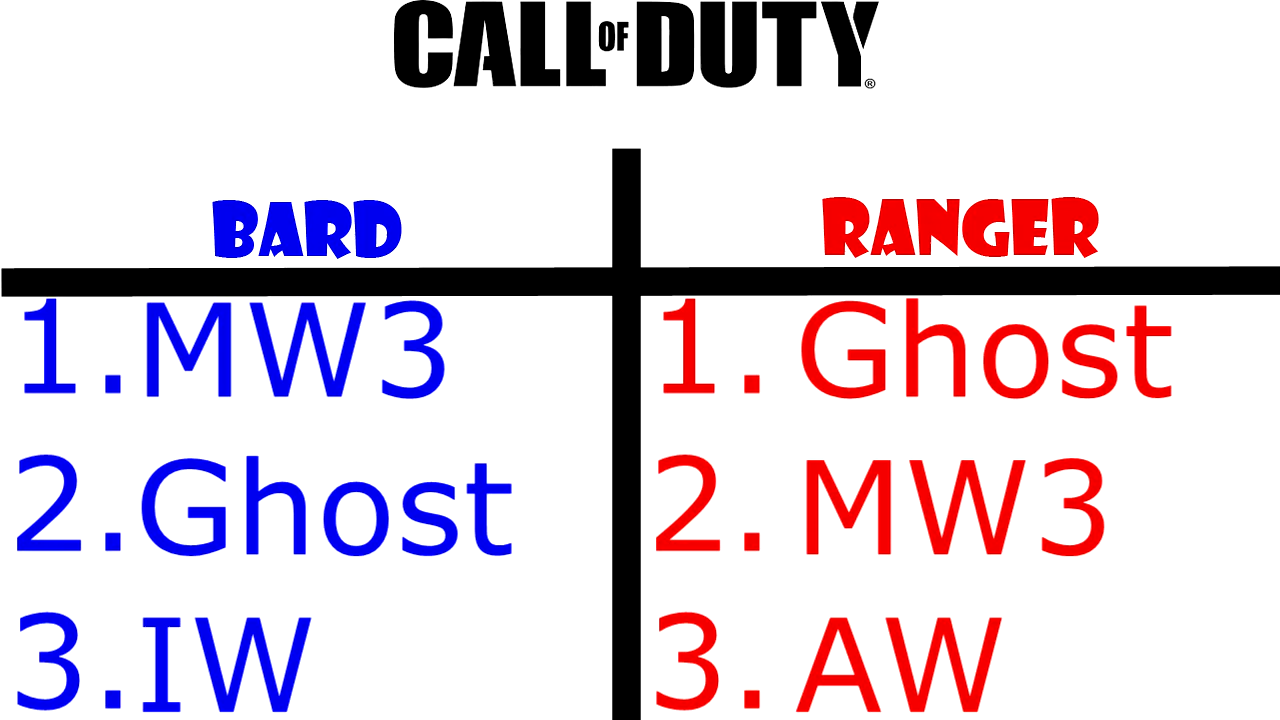 CALL OF DUTY®
BARD
1.MW3
2.Ghost
3.IW
RANGER
1. Ghost
2. MW3
3. AW